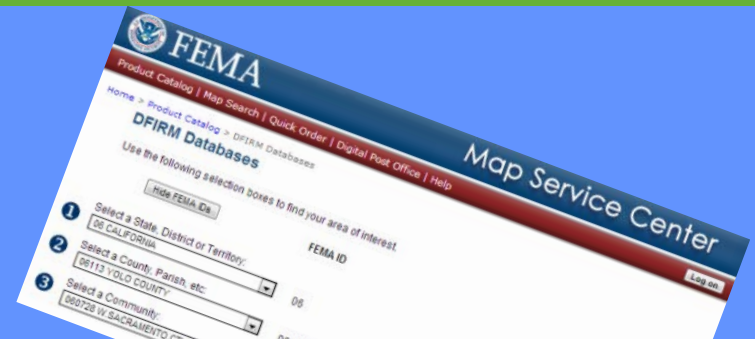 FEMA
Map Service Center
Product Catalog | Map Search | Quick Order | Digital Post Office | Help
Log on
Home > Product Catalog > DFIRM Databases
DFIRM Databases
Use the following selection boxes to find your area of interest.
Hide FEMA IDs
FEMA ID
1 Select a State, District or Territory:
06 CALIFORNIA
06
2 Select a County, Parish, etc:
06113 YOLO COUNTY
3 Select a Community:
060728 W SACRAMENTO